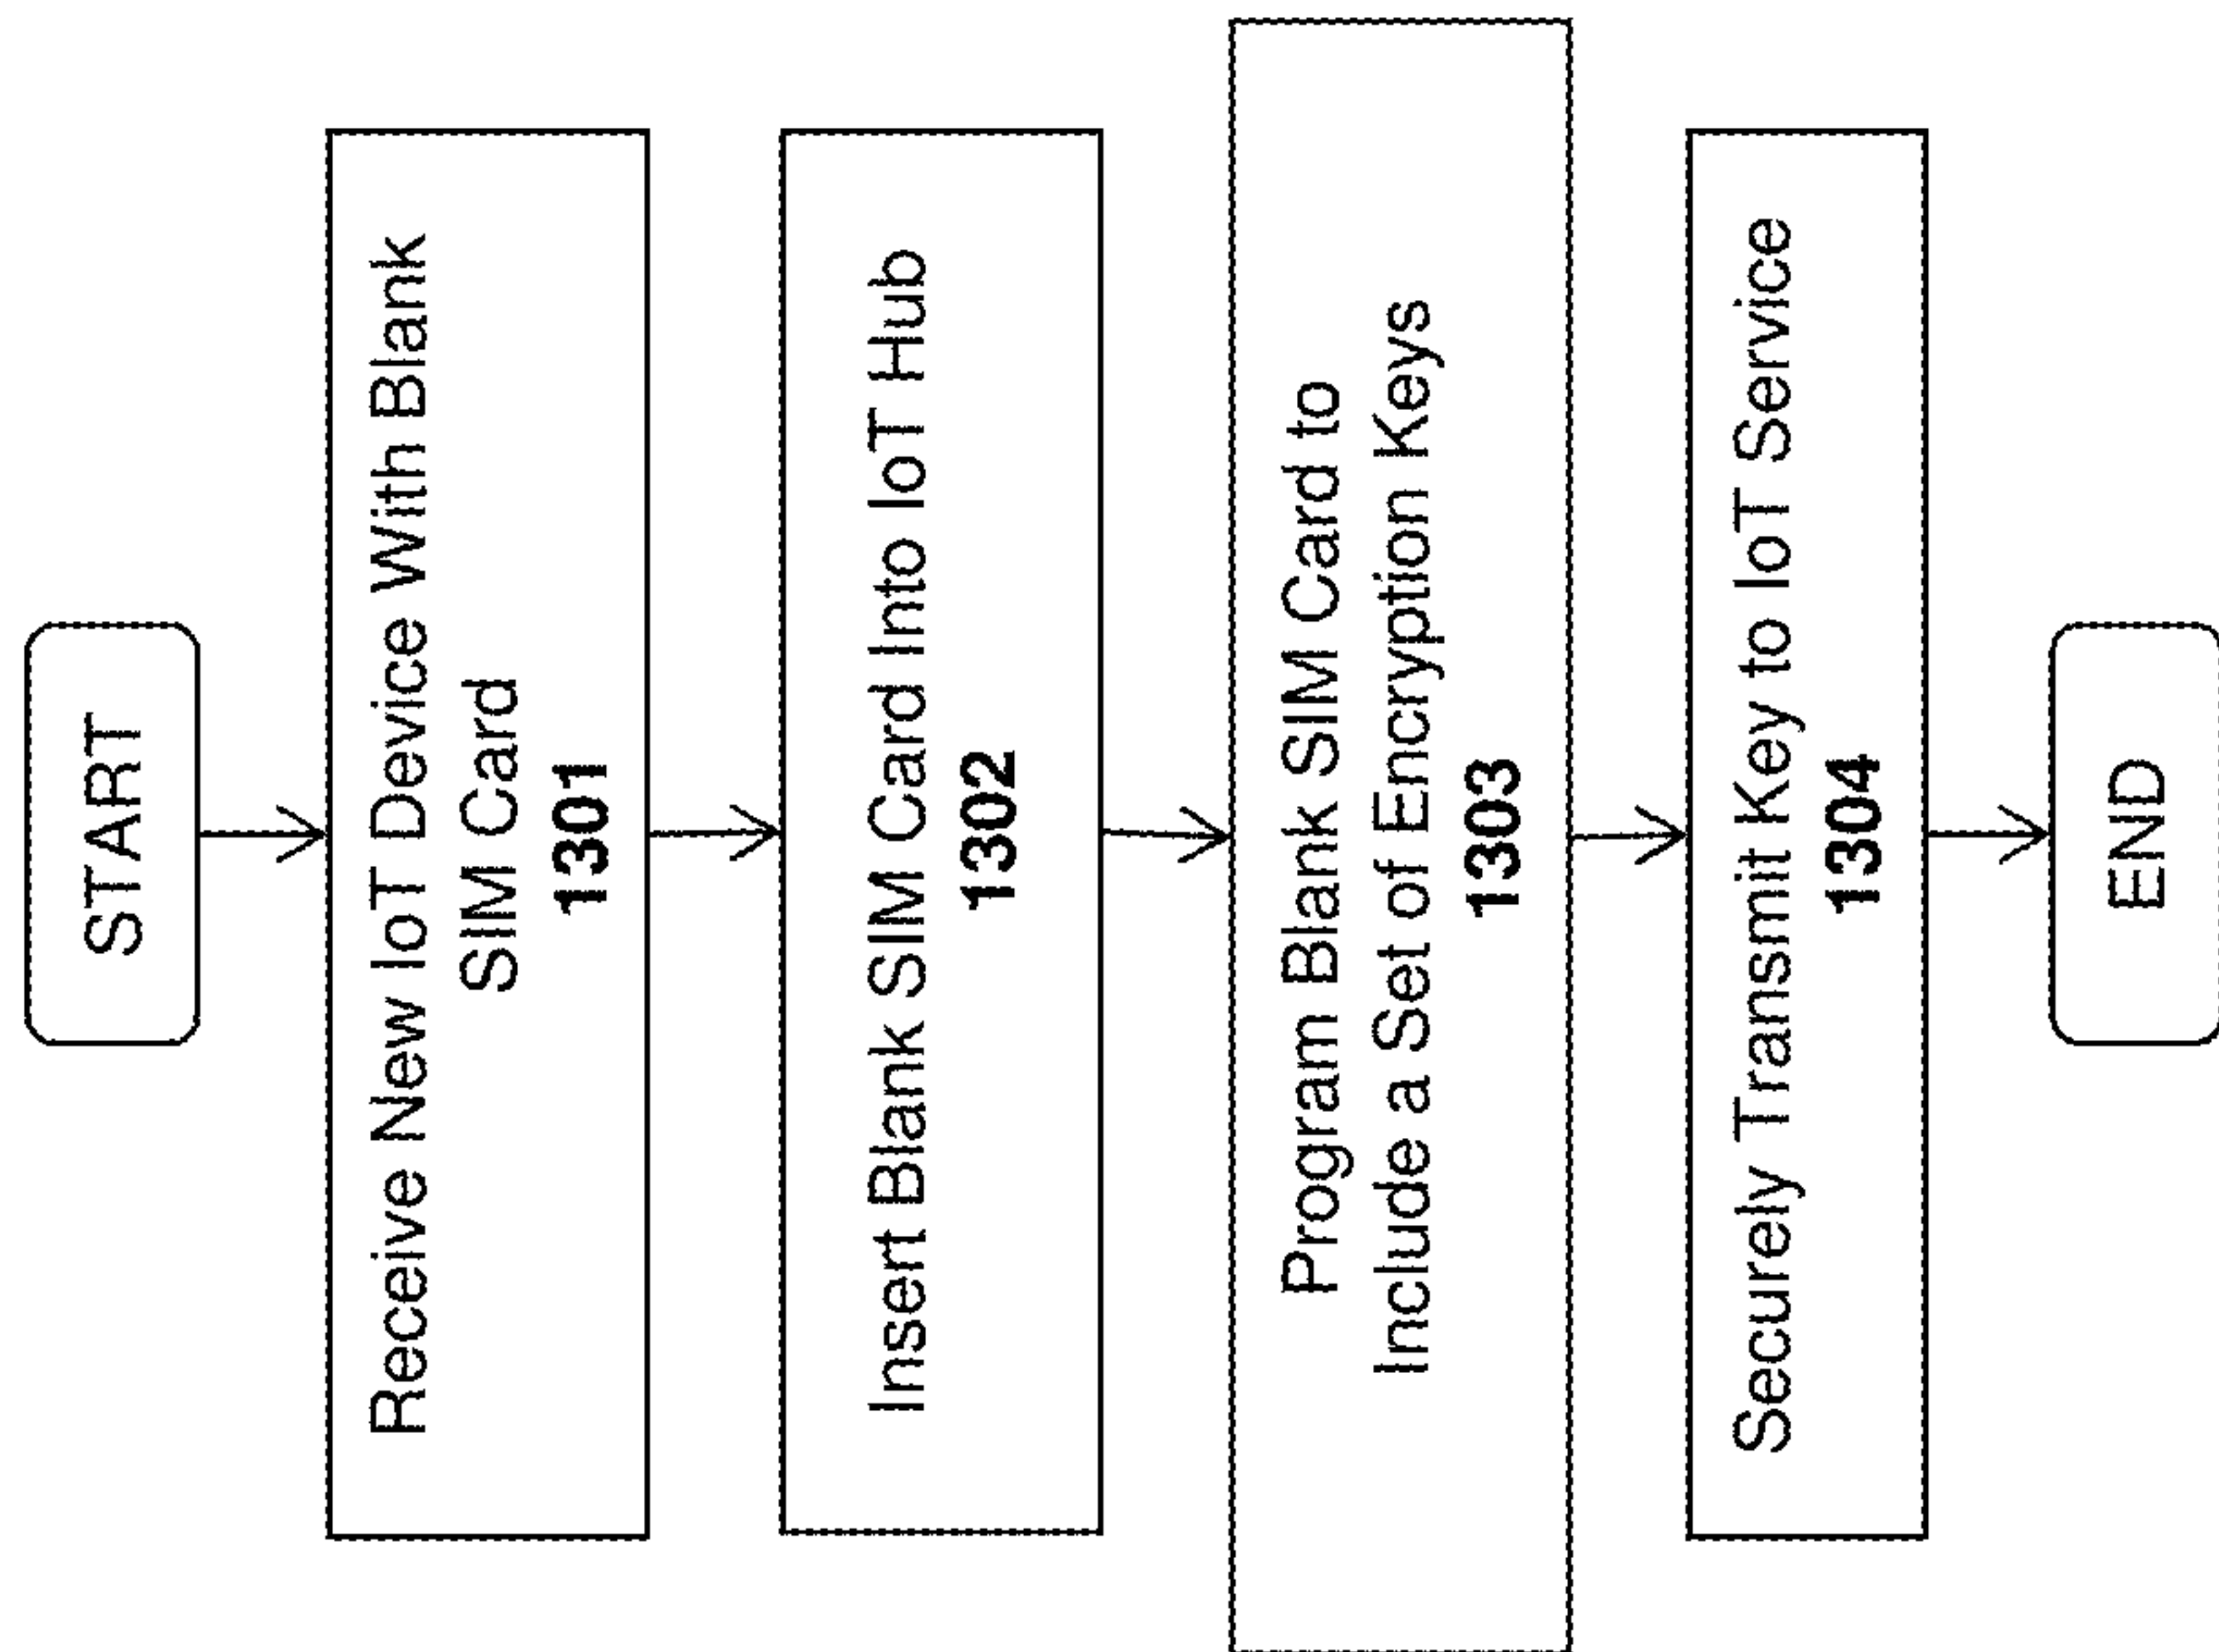 START
Receive New IoT Device With Blank
SIM Card
1301
Insert Blank SIM Card Into IoT Hub
1302
Program Blank SIM Card to
Include a Set of Encryption Keys
1303
Securely Transmit Key to IoT Service
1304
END